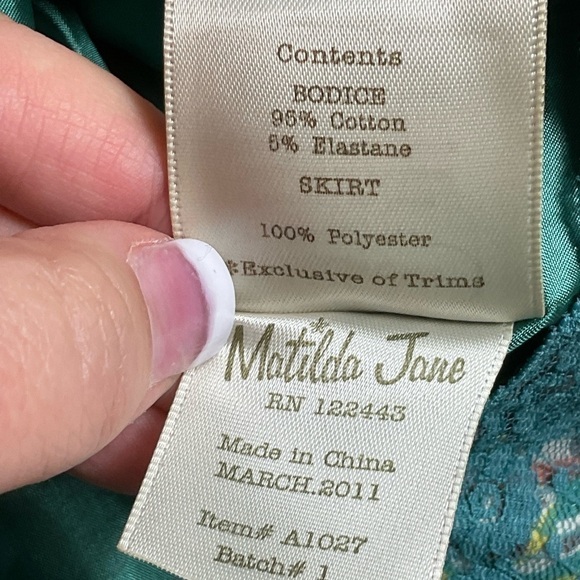 Contents
BODICE
95% Cotton
5% Elastane
SKIRT
100% Polyester
*Exclusive of Trims
Matilda Jane
RN 122443
Made in China
MARCH.2011
Item# A1027
Batch# 1